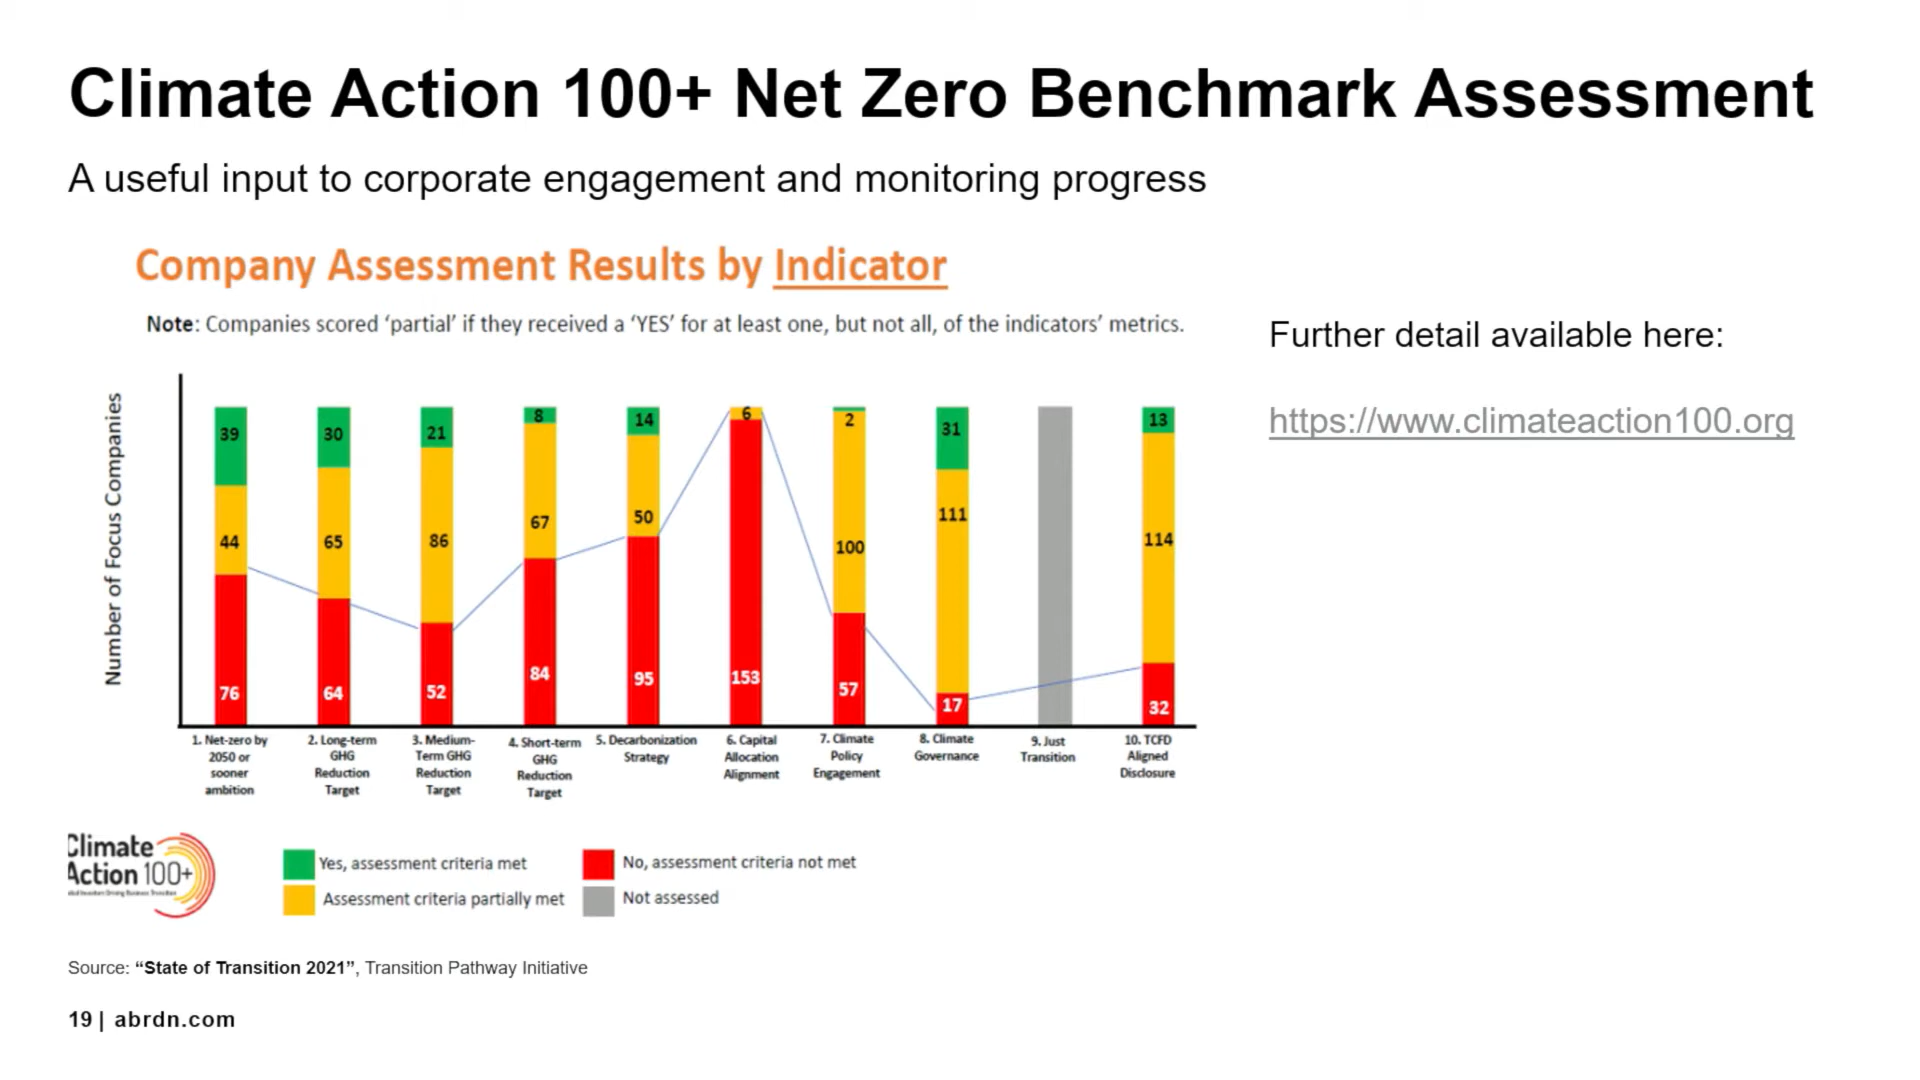 Climate Action 100+ Net Zero Benchmark Assessment
A useful input to corporate engagement and monitoring progress
Company Assessment Results by Indicator
Note: Companies scored ‘partial’ if they received a ‘YES’ for at least one, but not all, of the indicators’ metrics.
Further detail available here:
https://www.climateaction100.org
Number of Focus Companies
39
30
21
8
14
6
2
31
13
44
65
86
67
50
100
111
114
76
64
52
84
95
153
57
17
32
1. Net-zero by
2050 or
sooner
ambition
2. Long-term
GHG
Reduction
Target
3. Medium-
Term GHG
Reduction
Target
4. Short-term
GHG
Reduction
Target
5. Decarbonization
Strategy
6. Capital
Allocation
Alignment
7. Climate
Policy
Engagement
8. Climate
Governance
9. Just
Transition
10. TCFD
Aligned
Disclosure
Climate
Action 100+
Yes, assessment criteria met
No, assessment criteria not met
Assessment criteria partially met
Not assessed
Source: “State of Transition 2021”, Transition Pathway Initiative
19 | abrdn.com